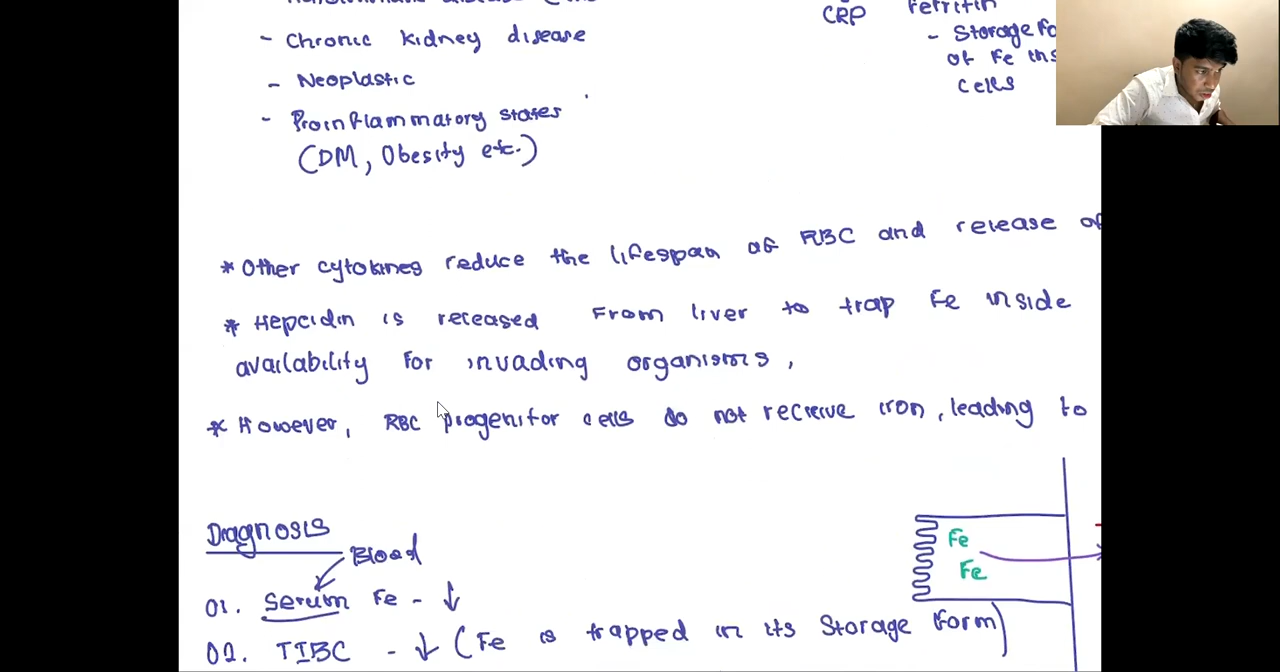 - Chronic kidney disease
- Neoplastic
- Proinflammatory states
(DM, Obesity etc.)
CRP
Ferritin
- Storage Fo
of Fe ins
cells
* Other cytokines reduce the lifespan of RBC and release of
* Hepcidin is released From liver to trap Fe inside
availability For invading organisms,
* However, RBC progenitor cells do not receive iron, leading to
Diagnosis
Blood
01. Serum Fe - ↓
02. TIBC - ↓ (Fe is trapped in its Storage Form)
Fe
Fe